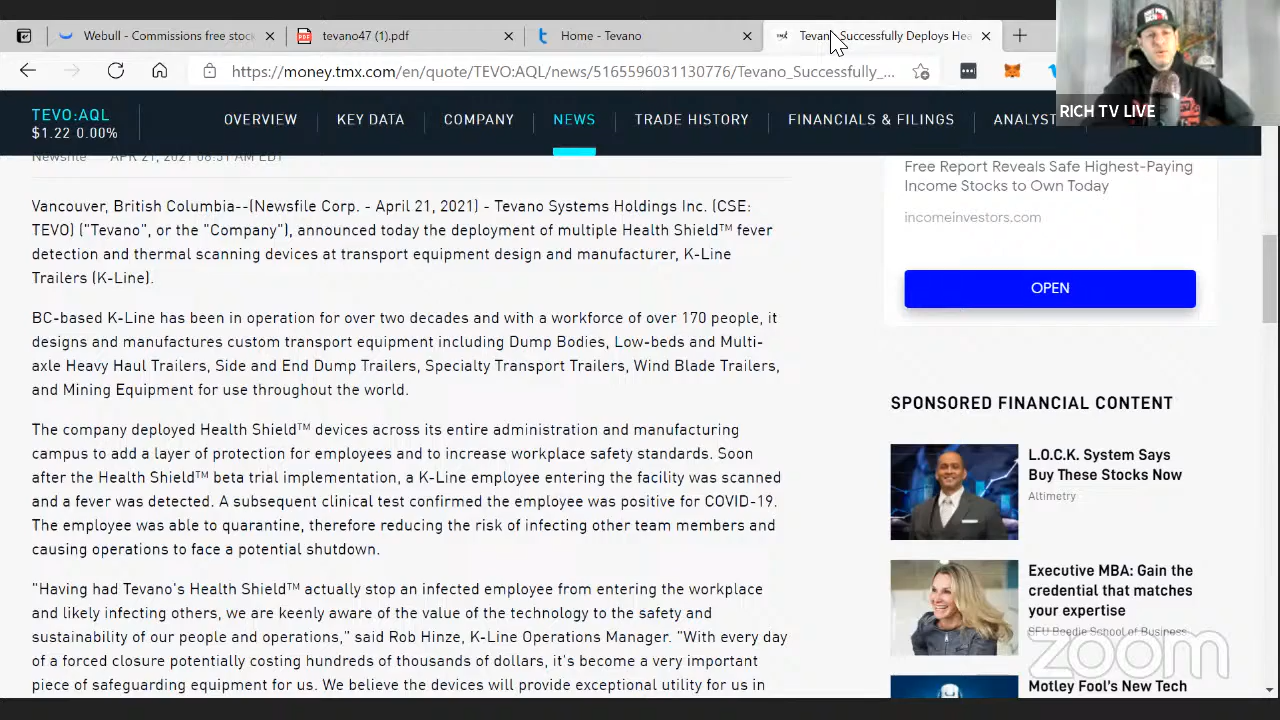 Webull - Commissions free stock
tevano47 (1).pdf
Home - Tevano
Tevano Successfully Deploys Hea
https://money.tmx.com/en/quote/TEVO:AQL/news/5165596031130776/Tevano_Successfully_...
RICH TV LIVE
TEVO:AQL
$1.22 0.00%
OVERVIEW
KEY DATA
COMPANY
NEWS
TRADE HISTORY
FINANCIALS & FILINGS
ANALYST
Newsfile APR 21, 2021 08:31 AM EDT
Vancouver, British Columbia--(Newsfile Corp. - April 21, 2021) - Tevano Systems Holdings Inc. (CSE:
TEVO) ("Tevano", or the "Company"), announced today the deployment of multiple Health Shield™ fever
detection and thermal scanning devices at transport equipment design and manufacturer, K-Line
Trailers (K-Line).
BC-based K-Line has been in operation for over two decades and with a workforce of over 170 people, it
designs and manufactures custom transport equipment including Dump Bodies, Low-beds and Multi-
axle Heavy Haul Trailers, Side and End Dump Trailers, Specialty Transport Trailers, Wind Blade Trailers,
and Mining Equipment for use throughout the world.
The company deployed Health Shield™ devices across its entire administration and manufacturing
campus to add a layer of protection for employees and to increase workplace safety standards. Soon
after the Health Shield™ beta trial implementation, a K-Line employee entering the facility was scanned
and a fever was detected. A subsequent clinical test confirmed the employee was positive for COVID-19.
The employee was able to quarantine, therefore reducing the risk of infecting other team members and
causing operations to face a potential shutdown.
"Having had Tevano's Health Shield™ actually stop an infected employee from entering the workplace
and likely infecting others, we are keenly aware of the value of the technology to the safety and
sustainability of our people and operations," said Rob Hinze, K-Line Operations Manager. "With every day
of a forced closure potentially costing hundreds of thousands of dollars, it's become a very important
piece of safeguarding equipment for us. We believe the devices will provide exceptional utility for us in
Free Report Reveals Safe Highest-Paying
Income Stocks to Own Today
incomeinvestors.com
OPEN
SPONSORED FINANCIAL CONTENT
L.O.C.K. System Says
Buy These Stocks Now
Altimetry
Executive MBA: Gain the
credential that matches
your expertise
SFU Beedie School of Business
Motley Fool's New Tech
zoom